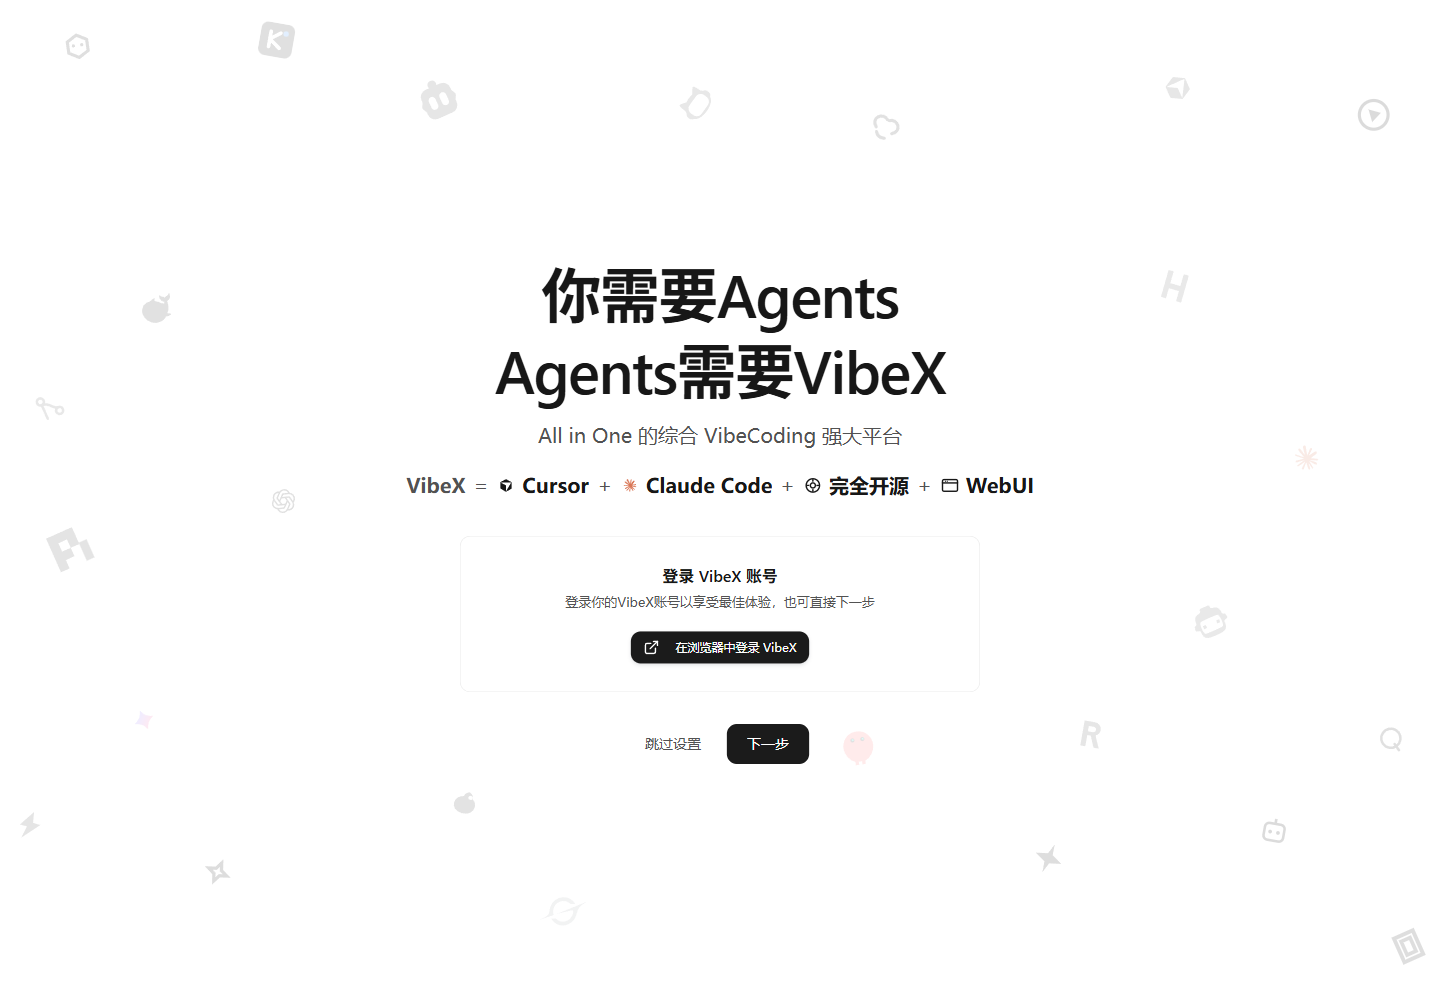 你需要Agents
Agents需要VibeX
All in One 的综合 VibeCoding 强大平台
VibeX = Cursor + Claude Code + 完全开源 + WebUI
登录 VibeX 账号
登录你的VibeX账号以享受最佳体验，也可直接下一步
在浏览器中登录 VibeX
跳过设置 下一步